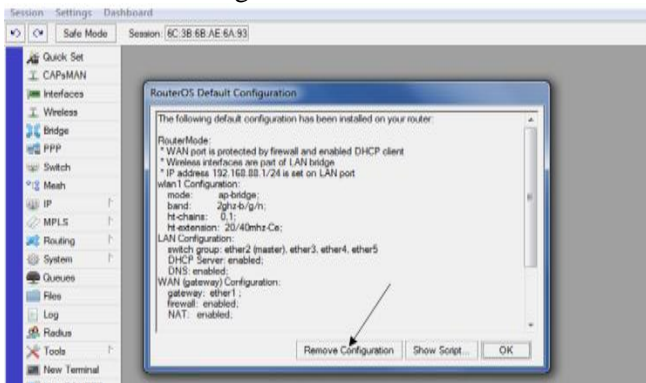 Session Settings Dashboard
Safe Mode Session: 6C:3B:6B:AE:6A:93
Quick Set
CAPsMAN
Interfaces
Wireless
Bridge
PPP
Switch
Mesh
IP
MPLS
Routing
System
Queues
Files
Log
Radius
Tools
New Terminal
RouterOS Default Configuration
The following default configuration has been installed on your router:
RouterMode:
* WAN port is protected by firewall and enabled DHCP client
* Wireless interfaces are part of LAN bridge
* IP address 192.168.88.1/24 is set on LAN port
wlan1 Configuration:
mode: ap-bridge;
band: 2ghz-b/g/n;
ht-chains: 0,1;
ht-extension: 20/40mhz-Ce;
LAN Configuration:
switch group: ether2 (master), ether3, ether4, ether5
DHCP Server: enabled;
DNS: enabled;
WAN (gateway) Configuration:
gateway: ether1 ;
firewall: enabled;
NAT: enabled;
Remove Configuration Show Script... OK